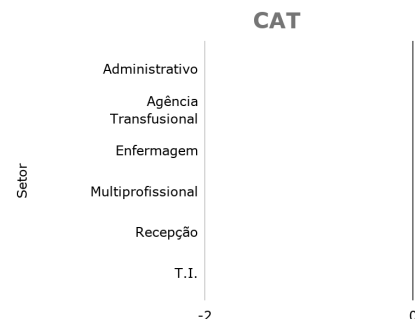 CAT
Administrativo
Agência
Transfusional
Enfermagem
Multiprofissional
Recepção
T.I.
Setor
-2
0